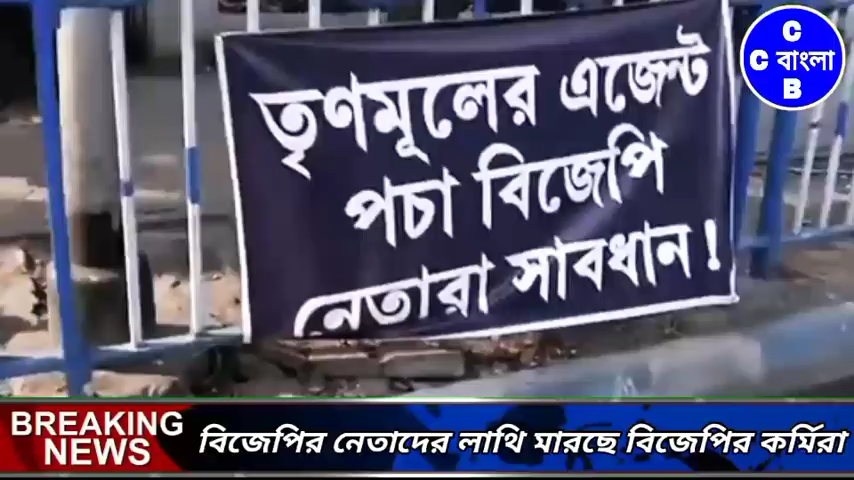 C
C বাংলা
B
তৃণমূলের এজেন্ট
পচা বিজেপি
নেতারা সাবধান !
BREAKING
NEWS
বিজেপির নেতাদের লাথি মারছে বিজেপির কর্মিরা